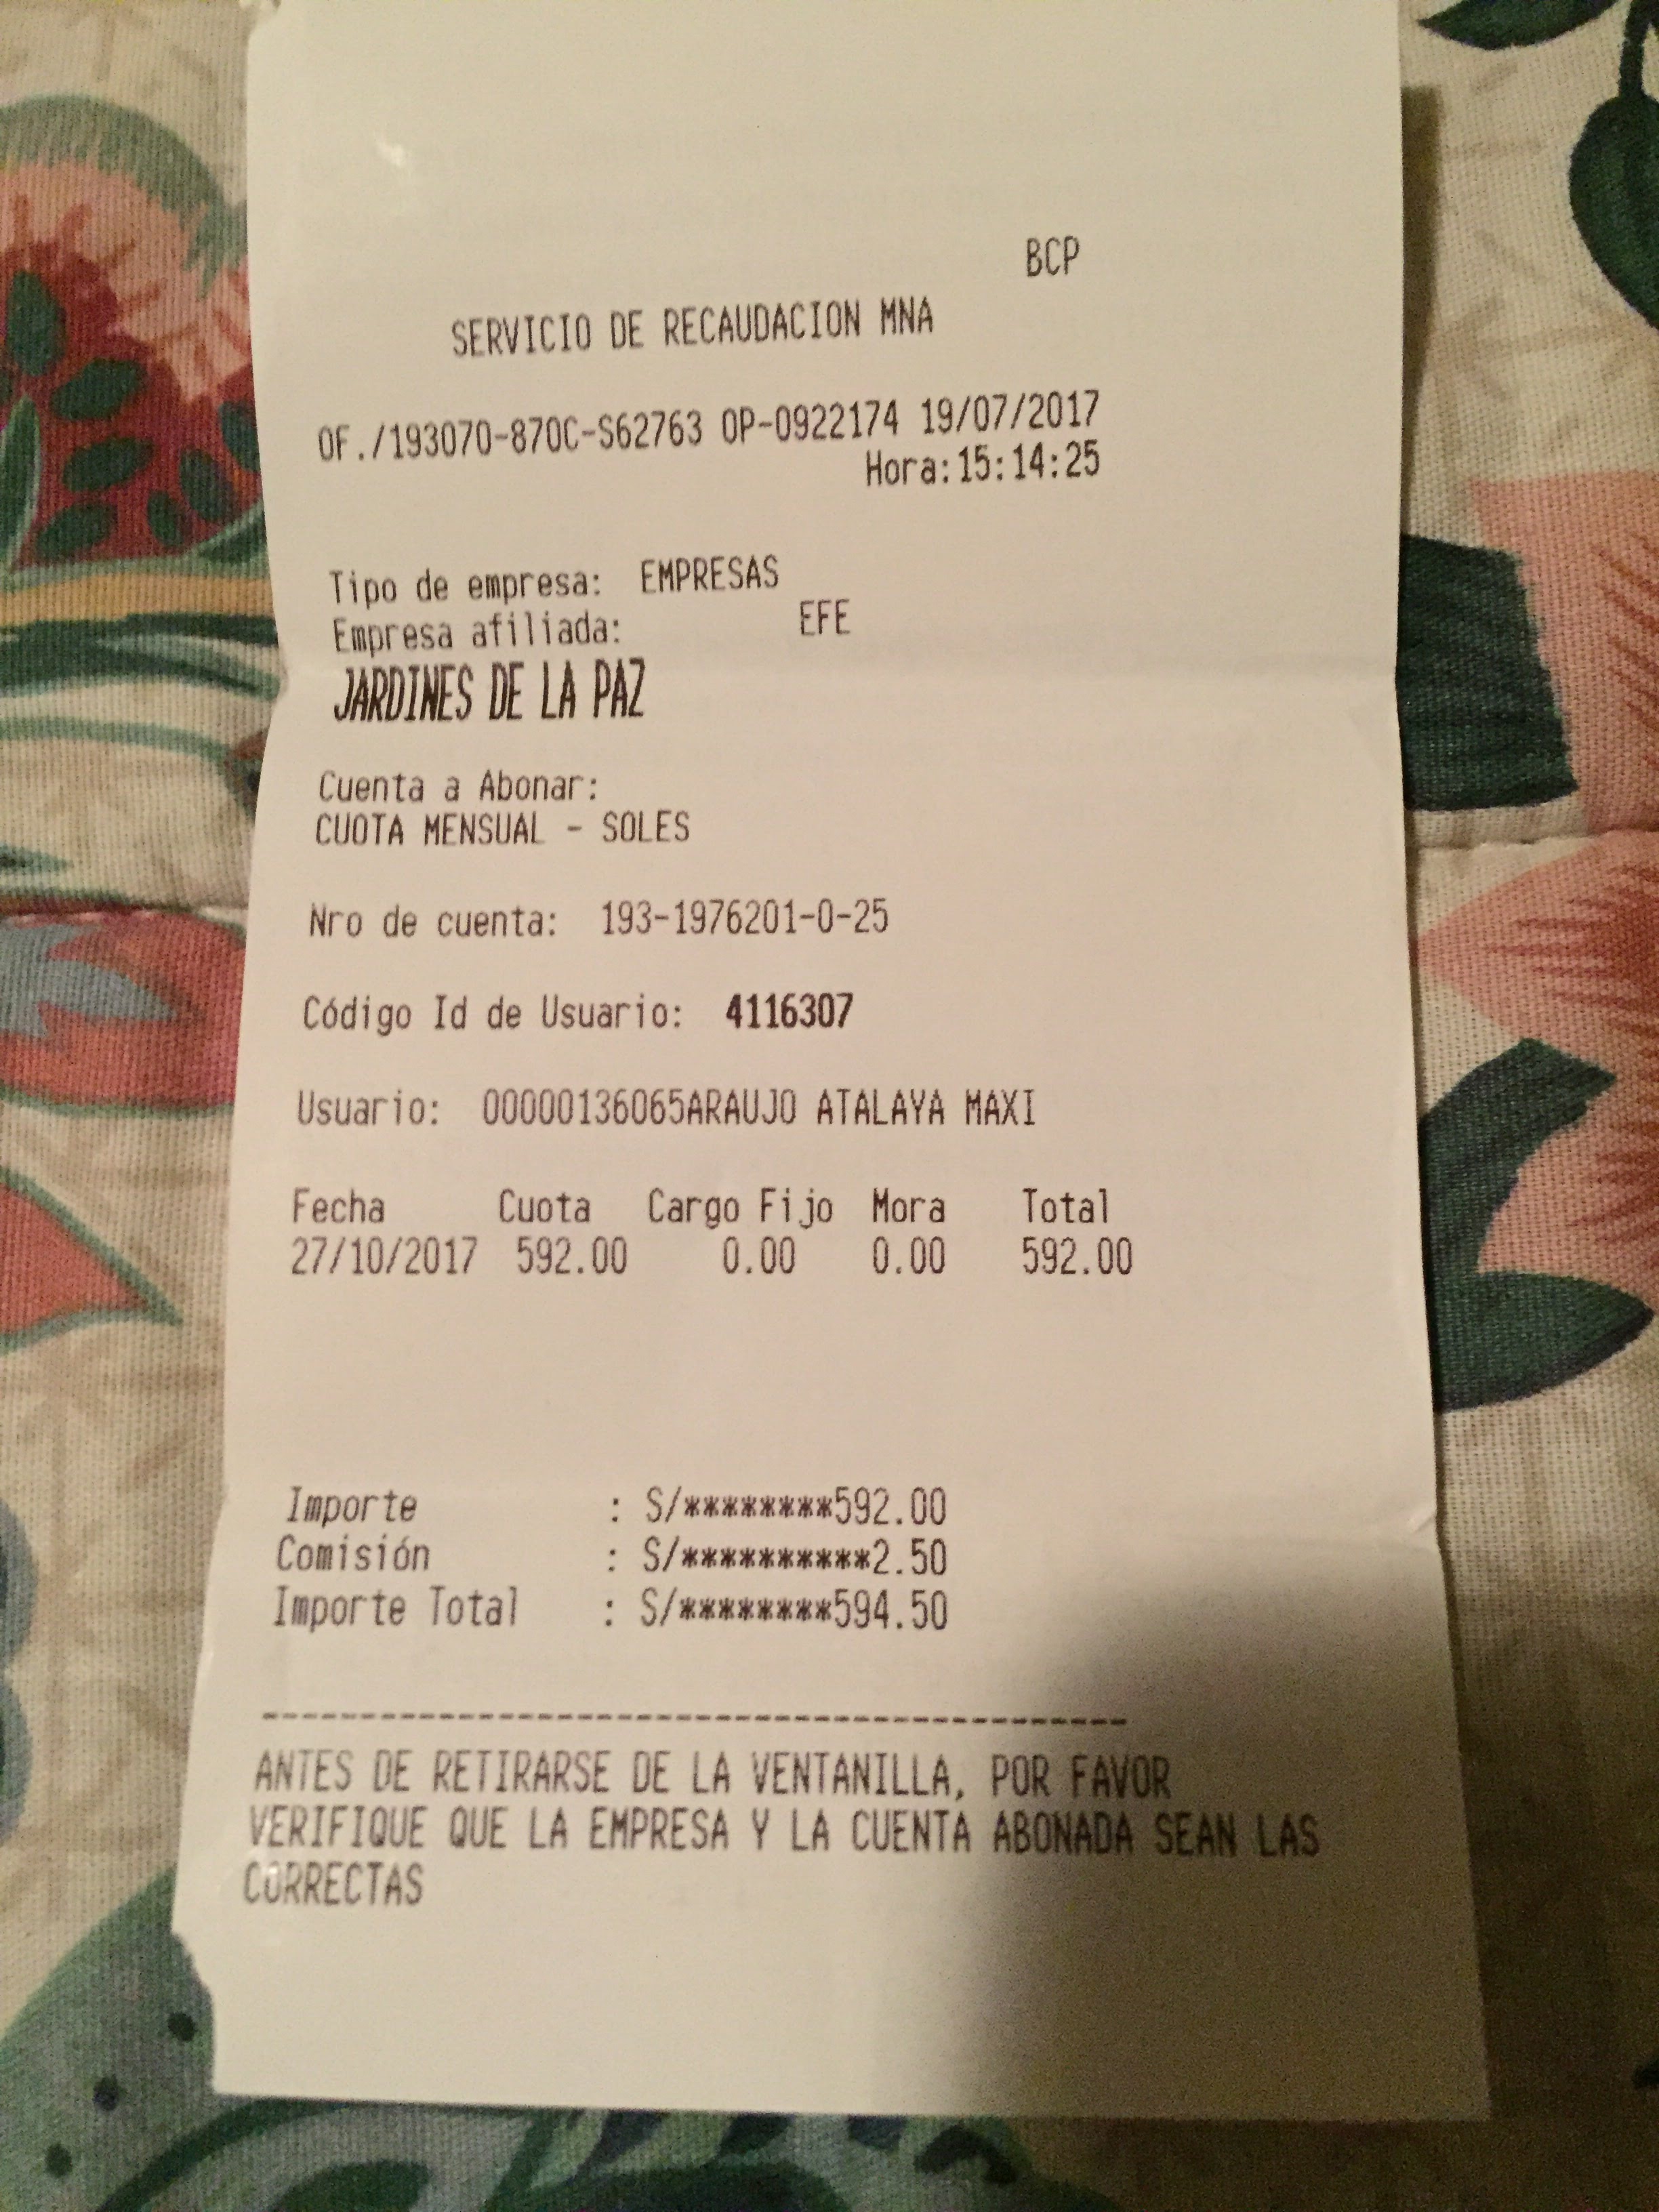 BCP
SERVICIO DE RECAUDACION MNA
OF./193070-870C-S62763 OP-0922174 19/07/2017
Hora:15:14:25
Tipo de empresa: EMPRESAS
Empresa afiliada: EFE
JARDINES DE LA PAZ
Cuenta a Abonar:
CUOTA MENSUAL - SOLES
Nro de cuenta: 193-1976201-0-25
Código Id de Usuario: 4116307
Usuario: 00000136065ARAUJO ATALAYA MAXI
Fecha Cuota Cargo Fijo Mora Total
27/10/2017 592.00 0.00 0.00 592.00
Importe : S/********592.00
Comisión : S/**********2.50
Importe Total : S/********594.50
--------------------------------------------
ANTES DE RETIRARSE DE LA VENTANILLA, POR FAVOR
VERIFIQUE QUE LA EMPRESA Y LA CUENTA ABONADA SEAN LAS
CORRECTAS